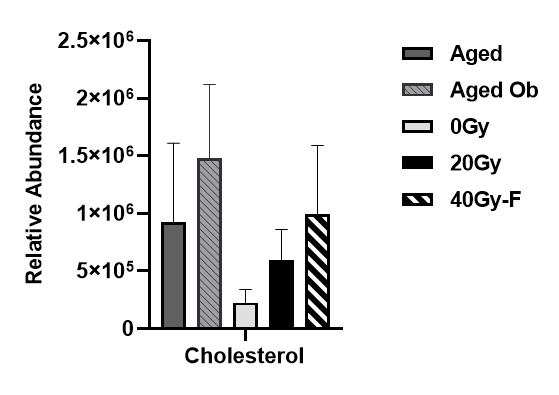 2.5×10⁶
2×10⁶
1.5×10⁶
1×10⁶
5×10⁵
0
Relative Abundance
Cholesterol
Aged
Aged Ob
0Gy
20Gy
40Gy-F